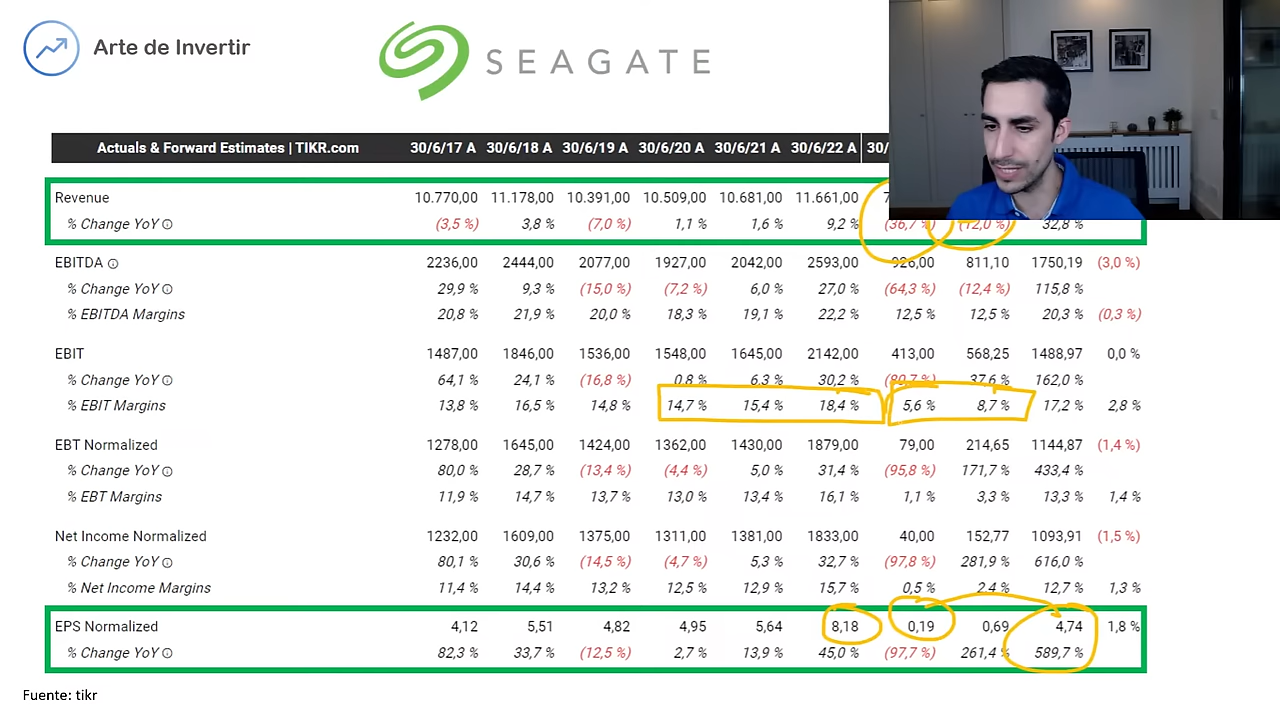 Arte de Invertir
SEAGATE
Actuals & Forward Estimates | TIKR.com 30/6/17 A 30/6/18 A 30/6/19 A 30/6/20 A 30/6/21 A 30/6/22 A 30/
Revenue 10.770,00 11.178,00 10.391,00 10.509,00 10.681,00 11.661,00 7
% Change YoY (3,5 %) 3,8 % (7,0 %) 1,1 % 1,6 % 9,2 % (36,7 %) (12,0 %) 32,8 %
EBITDA 2236,00 2444,00 2077,00 1927,00 2042,00 2593,00 926,00 811,10 1750,19 (3,0 %)
% Change YoY 29,9 % 9,3 % (15,0 %) (7,2 %) 6,0 % 27,0 % (64,3 %) (12,4 %) 115,8 %
% EBITDA Margins 20,8 % 21,9 % 20,0 % 18,3 % 19,1 % 22,2 % 12,5 % 12,5 % 20,3 % (0,3 %)
EBIT 1487,00 1846,00 1536,00 1548,00 1645,00 2142,00 413,00 568,25 1488,97 0,0 %
% Change YoY 64,1 % 24,1 % (16,8 %) 0,8 % 6,3 % 30,2 % (80,7 %) 37,6 % 162,0 %
% EBIT Margins 13,8 % 16,5 % 14,8 % 14,7 % 15,4 % 18,4 % 5,6 % 8,7 % 17,2 % 2,8 %
EBT Normalized 1278,00 1645,00 1424,00 1362,00 1430,00 1879,00 79,00 214,65 1144,87 (1,4 %)
% Change YoY 80,0 % 28,7 % (13,4 %) (4,4 %) 5,0 % 31,4 % (95,8 %) 171,7 % 433,4 %
% EBT Margins 11,9 % 14,7 % 13,7 % 13,0 % 13,4 % 16,1 % 1,1 % 3,3 % 13,3 % 1,4 %
Net Income Normalized 1232,00 1609,00 1375,00 1311,00 1381,00 1833,00 40,00 152,77 1093,91 (1,5 %)
% Change YoY 80,1 % 30,6 % (14,5 %) (4,7 %) 5,3 % 32,7 % (97,8 %) 281,9 % 616,0 %
% Net Income Margins 11,4 % 14,4 % 13,2 % 12,5 % 12,9 % 15,7 % 0,5 % 2,4 % 12,7 % 1,3 %
EPS Normalized 4,12 5,51 4,82 4,95 5,64 8,18 0,19 0,69 4,74 1,8 %
% Change YoY 82,3 % 33,7 % (12,5 %) 2,7 % 13,9 % 45,0 % (97,7 %) 261,4 % 589,7 %
Fuente: tikr